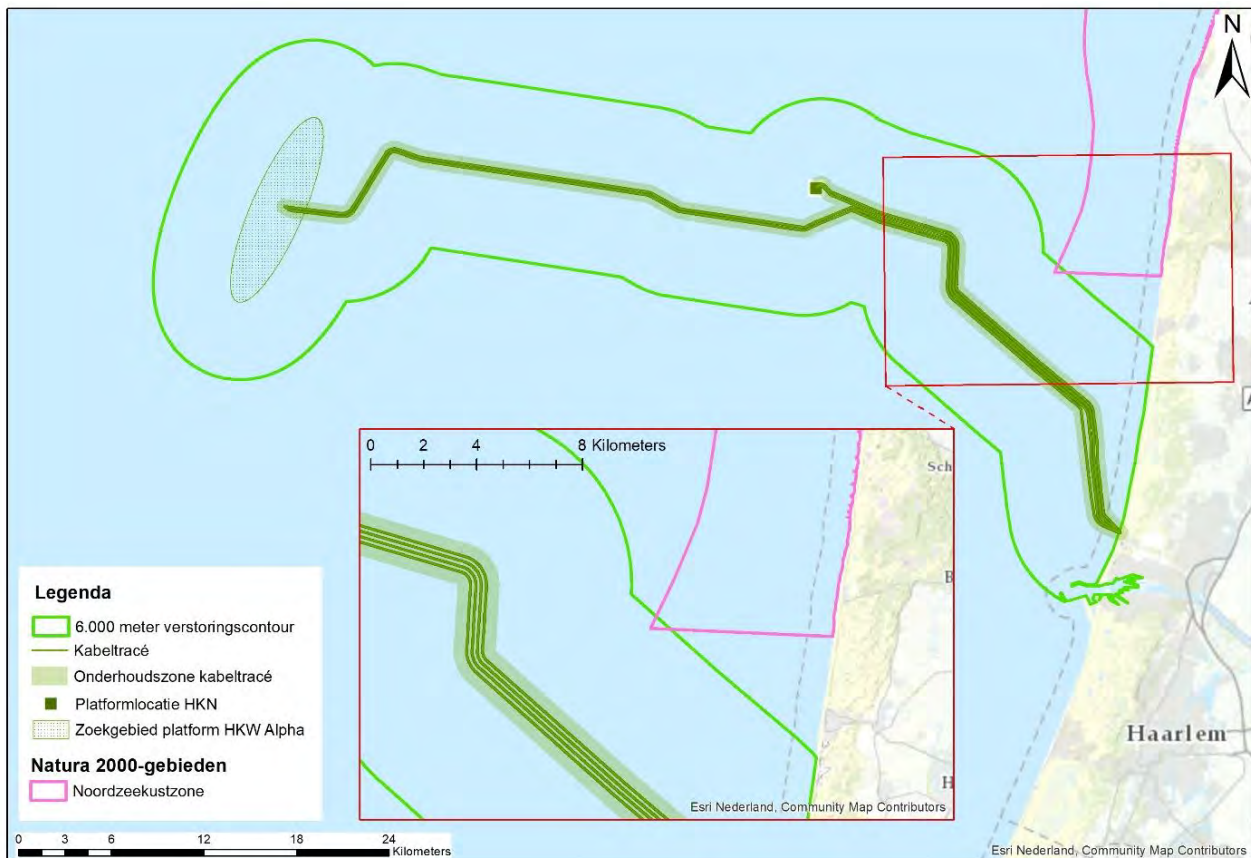 N
A
0 2 4 8 Kilometers
Sch
B
H
Esri Nederland, Community Map Contributors
Haarlem
Legenda
6.000 meter verstoringscontour
Kabeltracé
Onderhoudszone kabeltracé
Platformlocatie HKN
Zoekgebied platform HKW Alpha
Natura 2000-gebieden
Noordzeekustzone
0 3 6 12 18 24
Kilometers
Esri Nederland, Community Map Contributors